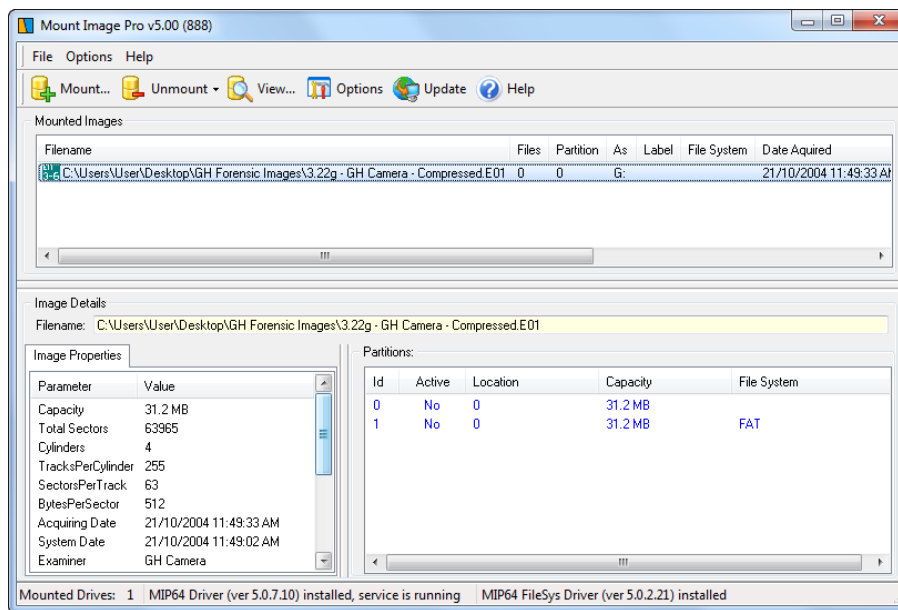 Mount Image Pro v5.00 (888)
File Options Help
Mount... Unmount View... Options Update Help
Mounted Images
Filename Files Partition As Label File System Date Aquired
C:\Users\User\Desktop\GH Forensic Images\3.22g - GH Camera - Compressed.E01 0 0 G: 21/10/2004 11:49:33 AM
Image Details
Filename: C:\Users\User\Desktop\GH Forensic Images\3.22g - GH Camera - Compressed.E01
Image Properties
Parameter Value
Capacity 31.2 MB
Total Sectors 63965
Cylinders 4
TracksPerCylinder 255
SectorsPerTrack 63
BytesPerSector 512
Acquiring Date 21/10/2004 11:49:33 AM
System Date 21/10/2004 11:49:02 AM
Examiner GH Camera
Partitions:
Id Active Location Capacity File System
0 No 0 31.2 MB
1 No 0 31.2 MB FAT
Mounted Drives: 1 MIP64 Driver (ver 5.0.7.10) installed, service is running MIP64 FileSys Driver (ver 5.0.2.21) installed